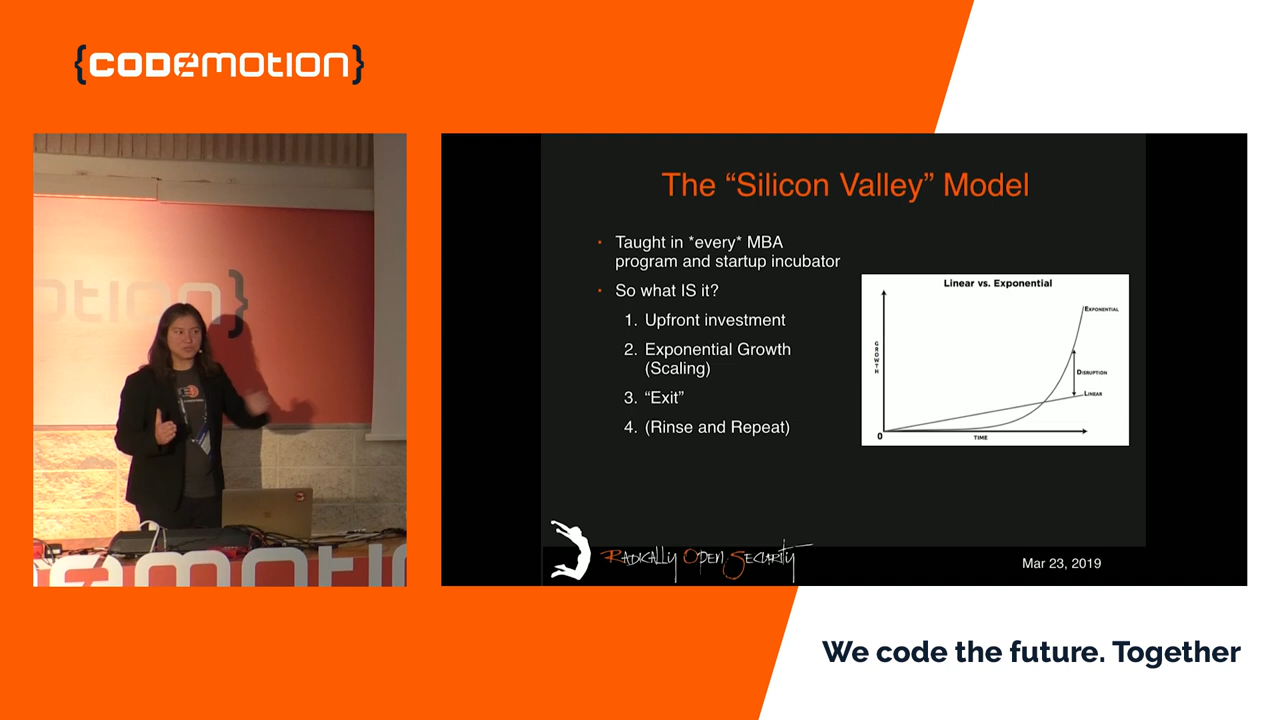 {CODEMOTION}
otion}
emoti
The “Silicon Valley” Model
• Taught in *every* MBA
program and startup incubator
• So what IS it?
1. Upfront investment
2. Exponential Growth
(Scaling)
3. “Exit”
4. (Rinse and Repeat)
Linear vs. Exponential
GROWTH
EXPONENTIAL
DISRUPTION
LINEAR
0
TIME
RADICALLY OPEN SECURITY
Mar 23, 2019
We code the future. Together